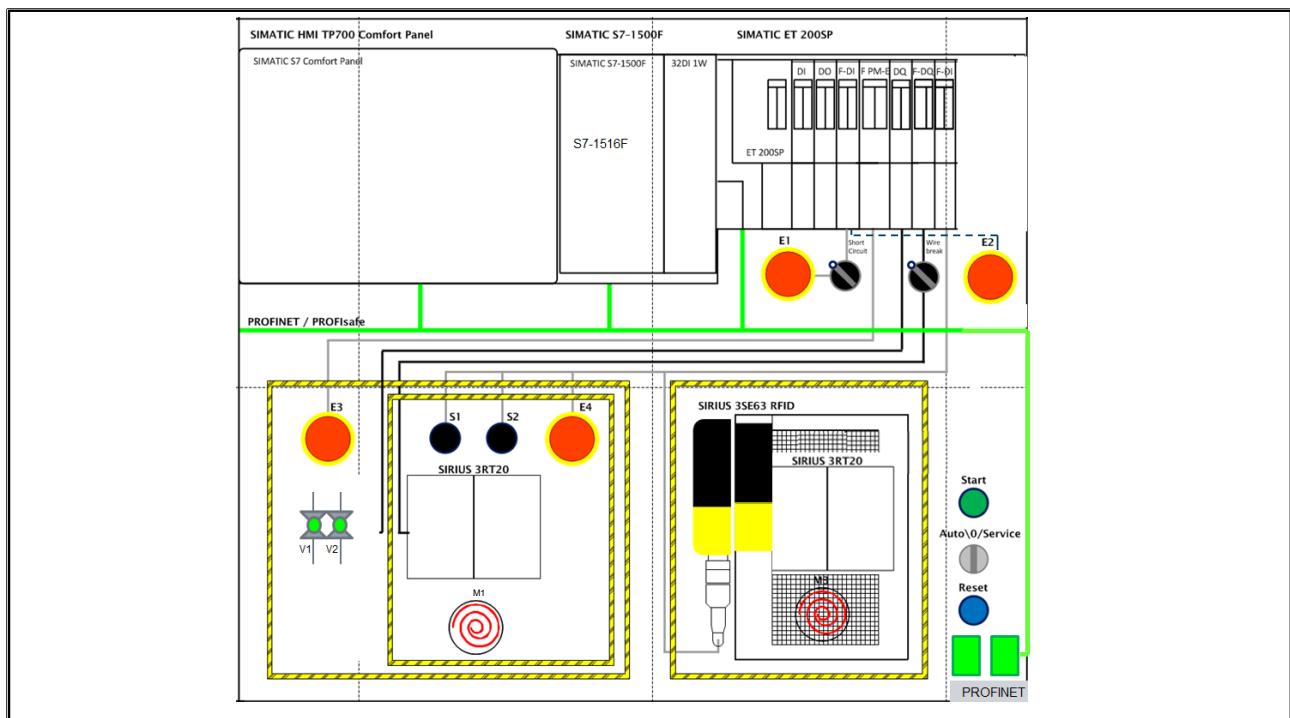 SIMATIC HMI TP700 Comfort Panel
SIMATIC S7-1500F
SIMATIC ET 200SP
SIMATIC S7 Comfort Panel
SIMATIC S7-1500F
32DI 1W
DI
DO
F-DI
F PM-E
DQ
F-DQ
F-DI
S7-1516F
ET 200SP
E1
Short
Circuit
Wire
break
E2
PROFINET / PROFIsafe
E3
S1
S2
E4
SIRIUS 3SE63 RFID
SIRIUS 3RT20
SIRIUS 3RT20
Start
Auto\0/Service
V1
V2
M1
M3
Reset
PROFINET